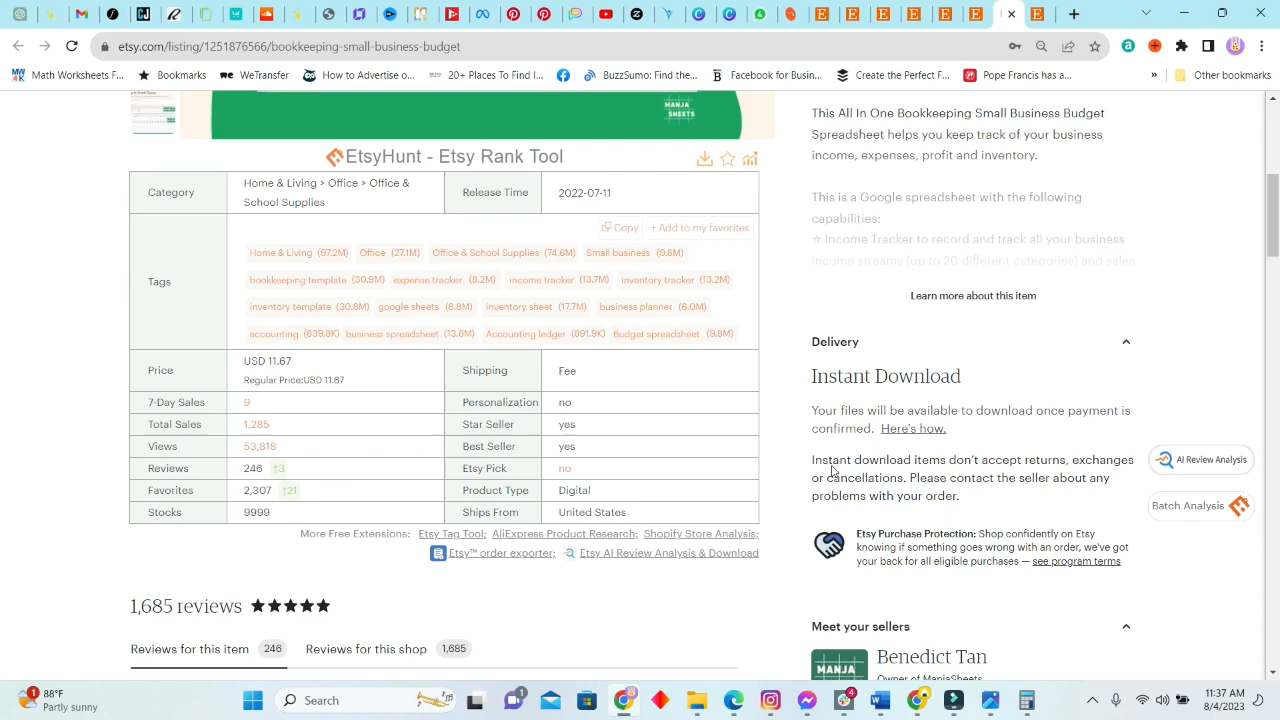 etsy.com/listing/1251876566/bookkeeping-small-business-budget
Math Worksheets F...
Bookmarks
WeTransfer
How to Advertise o...
20+ Places To Find I...
BuzzSumo: Find the...
Facebook for Busin...
Create the Perfect F...
Pope Francis has a...
»
Other bookmarks
MANJA
SHEETS
This All In One Bookkeeping Small Business Budget
Spreadsheet helps you keep track of your business
income, expenses, profit and inventory.
This is a Google spreadsheet with the following
capabilities:
☆ Income Tracker to record and track all your business
income streams (up to 20 different categories) and sales
Learn more about this item
EtsyHunt - Etsy Rank Tool
Category
Home & Living > Office > Office &
School Supplies
Release Time
2022-07-11
Copy
+ Add to my favorites
Tags
Home & Living (97.2M) Office (27.1M) Office & School Supplies (74.6M) Small business (9.6M)
bookkeeping template (30.9M) expense tracker (8.2M) income tracker (13.7M) inventory tracker (13.2M)
inventory template (30.8M) google sheets (8.8M) inventory sheet (17.7M) business planner (6.0M)
accounting (639.8K) business spreadsheet (13.6M) Accounting ledger (891.9K) Budget spreadsheet (9.8M)
Price
USD 11.67
Regular Price:USD 11.67
Shipping
Fee
7-Day Sales 9 Personalization no
Total Sales 1,285 Star Seller yes
Views 53,818 Best Seller yes
Reviews 246 ↑3 Etsy Pick no
Favorites 2,307 ↑21 Product Type Digital
Stocks 9999 Ships From United States
More Free Extensions: Etsy Tag Tool; AliExpress Product Research; Shopify Store Analysis;
Etsy™ order exporter; Etsy AI Review Analysis & Download
Delivery
Instant Download
Your files will be available to download once payment is
confirmed. Here's how.
Instant download items don't accept returns, exchanges
or cancellations. Please contact the seller about any
problems with your order.
AI Review Analysis
Batch Analysis
Etsy Purchase Protection: Shop confidently on Etsy
knowing if something goes wrong with an order, we've got
your back for all eligible purchases — see program terms
1,685 reviews ★★★★★
Reviews for this item 246 Reviews for this shop 1,685
Meet your sellers
MANJA
Benedict Tan
Owner of ManjaSheets
1
88°F
Partly sunny
Search
1
4
11:37 AM
8/4/2023